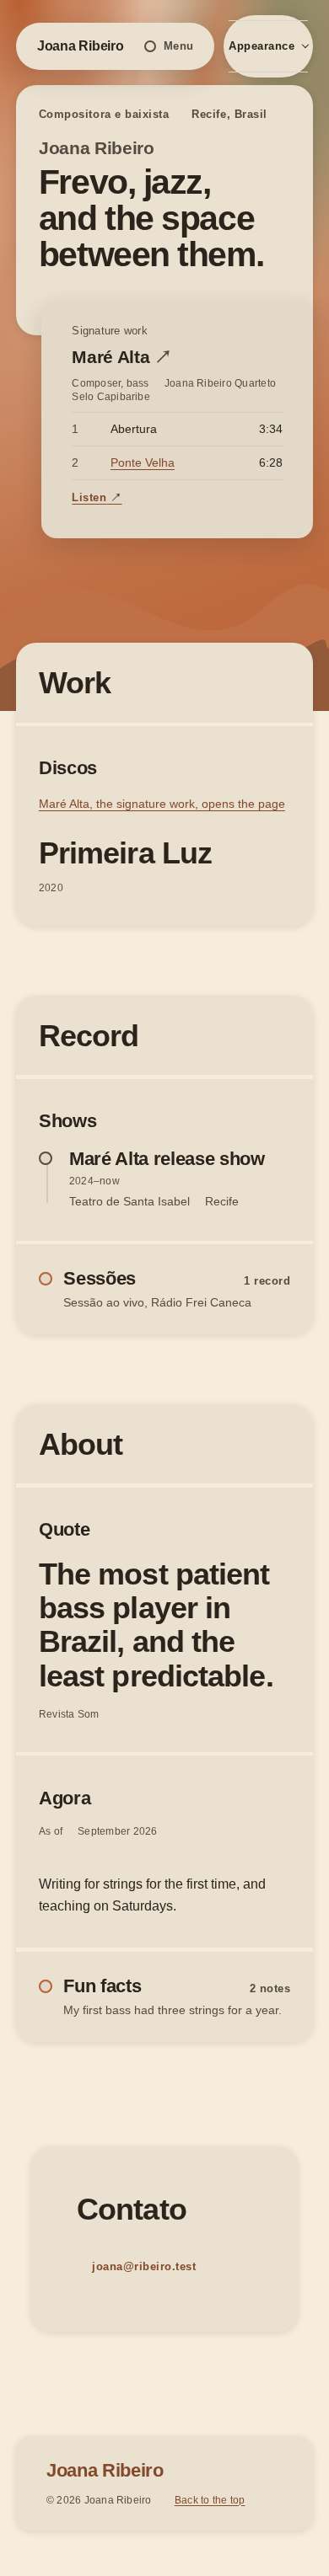 Joana Ribeiro Menu Appearance
Compositora e baixista Recife, Brasil
Joana Ribeiro
Frevo, jazz,
and the space
between them.
Signature work
Maré Alta ↗
Composer, bass Joana Ribeiro Quarteto
Selo Capibaribe
1 Abertura 3:34
2 Ponte Velha 6:28
Listen ↗
Work
Discos
Maré Alta, the signature work, opens the page
Primeira Luz
2020
Record
Shows
Maré Alta release show
2024–now
Teatro de Santa Isabel Recife
Sessões 1 record
Sessão ao vivo, Rádio Frei Caneca
About
Quote
The most patient
bass player in
Brazil, and the
least predictable.
Revista Som
Agora
As of September 2026
Writing for strings for the first time, and
teaching on Saturdays.
Fun facts 2 notes
My first bass had three strings for a year.
Contato
joana@ribeiro.test
Joana Ribeiro
© 2026 Joana Ribeiro Back to the top